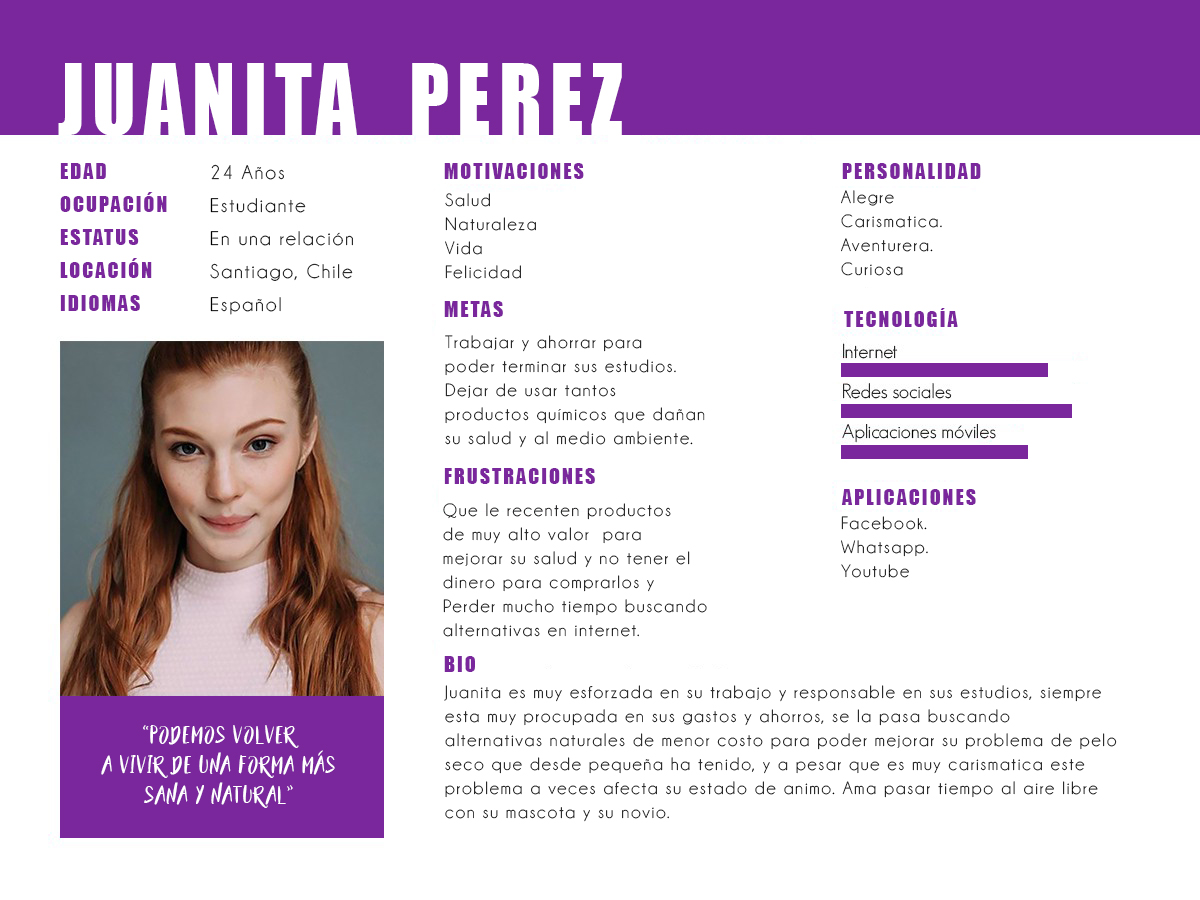 JUANITA PEREZ
EDAD 24 Años
OCUPACIÓN Estudiante
ESTATUS En una relación
LOCACIÓN Santiago, Chile
IDIOMAS Español
“PODEMOS VOLVER
A VIVIR DE UNA FORMA MÁS
SANA Y NATURAL”
MOTIVACIONES
Salud
Naturaleza
Vida
Felicidad
METAS
Trabajar y ahorrar para
poder terminar sus estudios.
Dejar de usar tantos
productos químicos que dañan
su salud y al medio ambiente.
FRUSTRACIONES
Que le recenten productos
de muy alto valor  para
mejorar su salud y no tener el
dinero para comprarlos y
Perder mucho tiempo buscando
alternativas en internet.
PERSONALIDAD
Alegre
Carismatica.
Aventurera.
Curiosa
TECNOLOGÍA
Internet
Redes sociales
Aplicaciones móviles
APLICACIONES
Facebook.
Whatsapp.
Youtube
BIO
Juanita es muy esforzada en su trabajo y responsable en sus estudios, siempre
esta muy procupada en sus gastos y ahorros, se la pasa buscando
alternativas naturales de menor costo para poder mejorar su problema de pelo
seco que desde pequeña ha tenido, y a pesar que es muy carismatica este
problema a veces afecta su estado de animo. Ama pasar tiempo al aire libre
con su mascota y su novio.